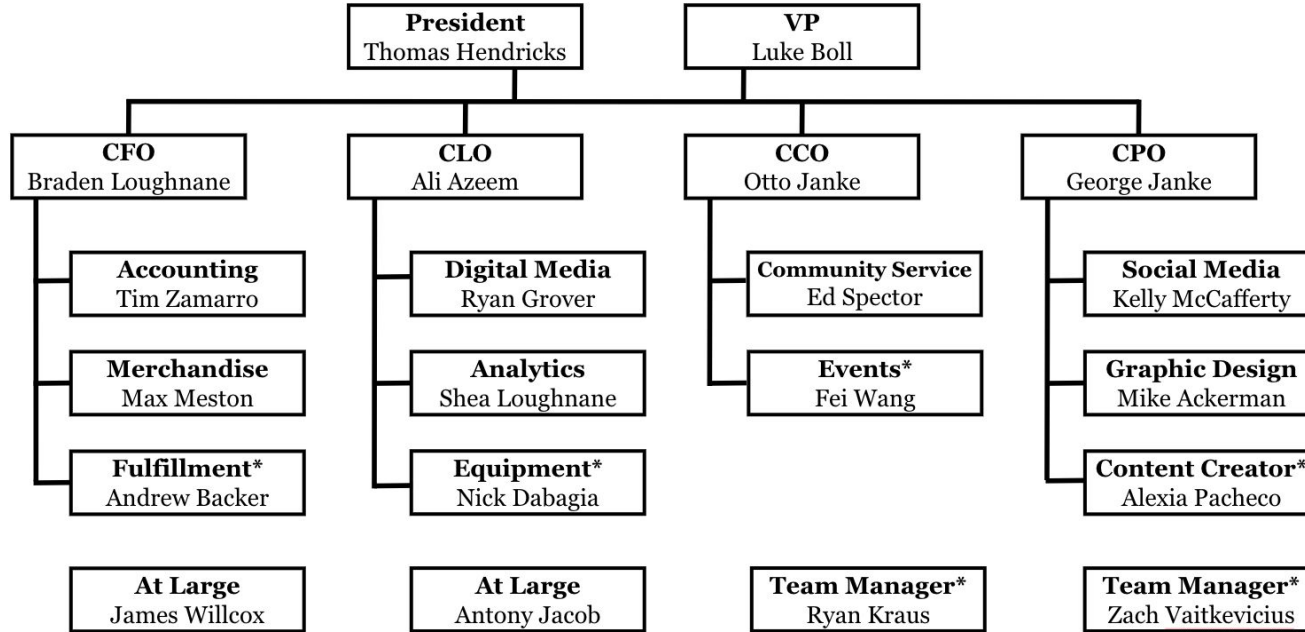 President
Thomas Hendricks
VP
Luke Boll
CFO
Braden Loughnane
CLO
Ali Azeem
CCO
Otto Janke
CPO
George Janke
Accounting
Tim Zamarro
Digital Media
Ryan Grover
Community Service
Ed Spector
Social Media
Kelly McCafferty
Merchandise
Max Meston
Analytics
Shea Loughnane
Events*
Fei Wang
Graphic Design
Mike Ackerman
Fulfillment*
Andrew Backer
Equipment*
Nick Dabagia
Content Creator*
Alexia Pacheco
At Large
James Willcox
At Large
Antony Jacob
Team Manager*
Ryan Kraus
Team Manager*
Zach Vaitkevicius